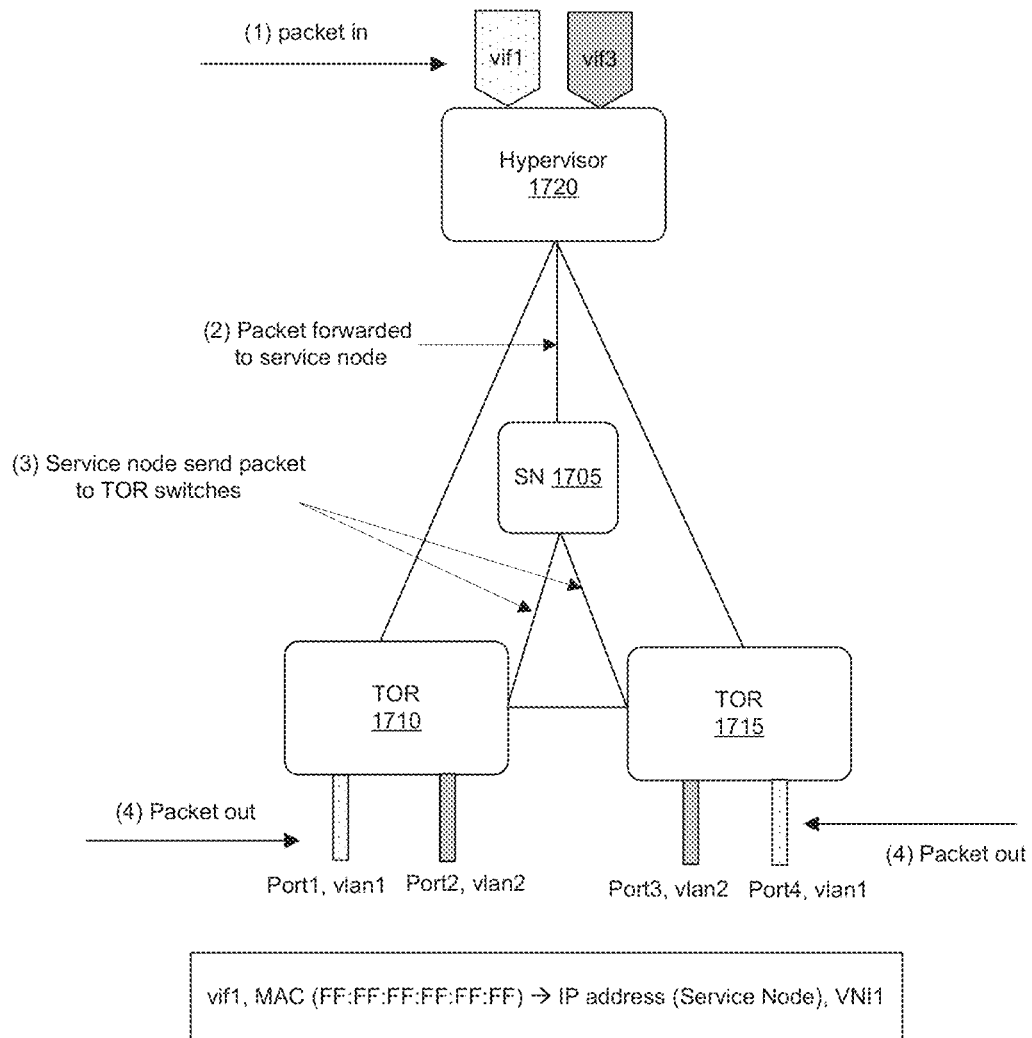 (1) packet in
vif1
vif3
Hypervisor
1720
(2) Packet forwarded
to service node
(3) Service node send packet
to TOR switches
SN 1705
TOR
1710
TOR
1715
(4) Packet out
(4) Packet out
Port1, vlan1
Port2, vlan2
Port3, vlan2
Port4, vlan1
vif1, MAC (FF:FF:FF:FF:FF:FF) → IP address (Service Node), VNI1